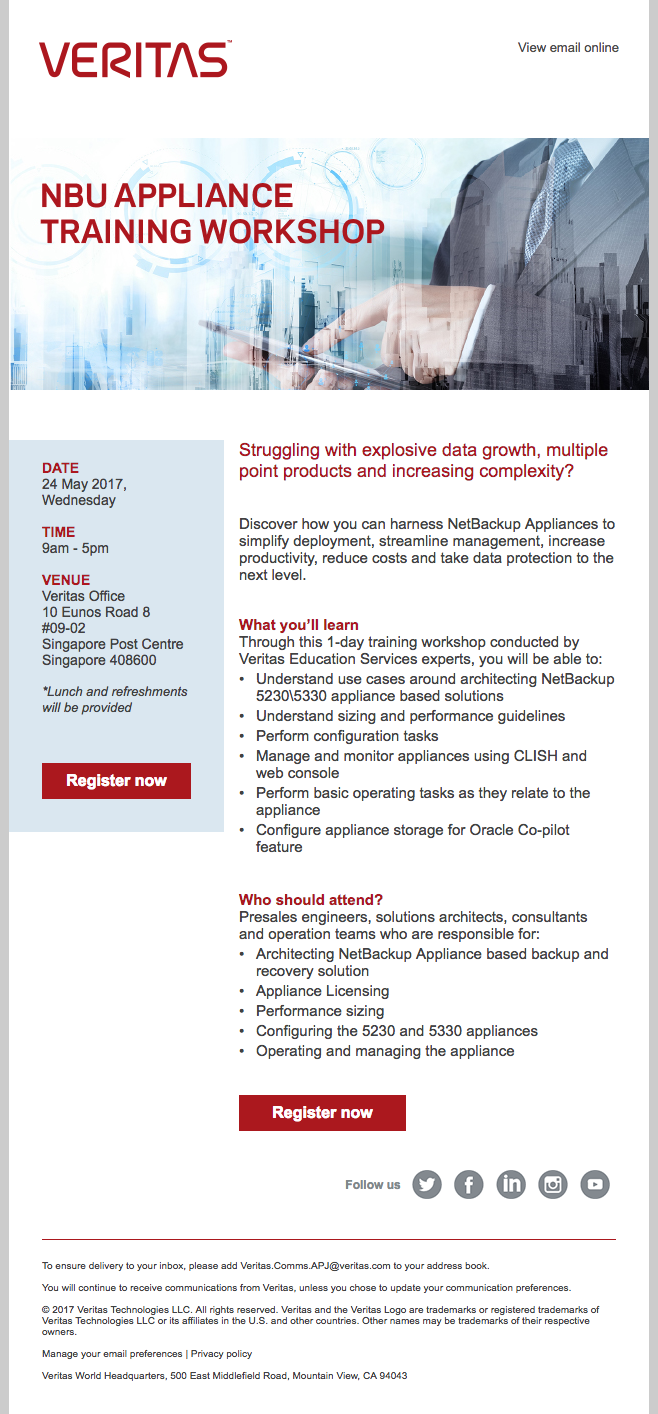 VERITAS™
View email online
NBU APPLIANCE
TRAINING WORKSHOP
DATE
24 May 2017,
Wednesday
TIME
9am - 5pm
VENUE
Veritas Office
10 Eunos Road 8
#09-02
Singapore Post Centre
Singapore 408600
*Lunch and refreshments
will be provided
Register now
Struggling with explosive data growth, multiple
point products and increasing complexity?
Discover how you can harness NetBackup Appliances to
simplify deployment, streamline management, increase
productivity, reduce costs and take data protection to the
next level.
What you’ll learn
Through this 1-day training workshop conducted by
Veritas Education Services experts, you will be able to:
• Understand use cases around architecting NetBackup
5230\5330 appliance based solutions
• Understand sizing and performance guidelines
• Perform configuration tasks
• Manage and monitor appliances using CLISH and
web console
• Perform basic operating tasks as they relate to the
appliance
• Configure appliance storage for Oracle Co-pilot
feature
Who should attend?
Presales engineers, solutions architects, consultants
and operation teams who are responsible for:
• Architecting NetBackup Appliance based backup and
recovery solution
• Appliance Licensing
• Performance sizing
• Configuring the 5230 and 5330 appliances
• Operating and managing the appliance
Register now
Follow us
To ensure delivery to your inbox, please add Veritas.Comms.APJ@veritas.com to your address book.
You will continue to receive communications from Veritas, unless you chose to update your communication preferences.
© 2017 Veritas Technologies LLC. All rights reserved. Veritas and the Veritas Logo are trademarks or registered trademarks of
Veritas Technologies LLC or its affiliates in the U.S. and other countries. Other names may be trademarks of their respective
owners.
Manage your email preferences | Privacy policy
Veritas World Headquarters, 500 East Middlefield Road, Mountain View, CA 94043